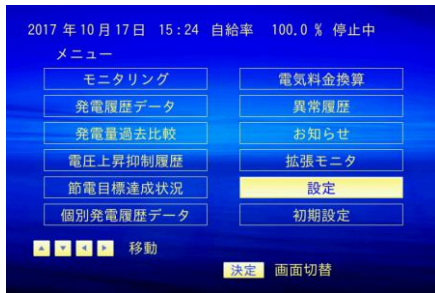 2017 年 10 月 17 日 15:24 自給率 100.0 % 停止中
メニュー
モニタリング 電気料金換算
発電履歴データ 異常履歴
発電量過去比較 お知らせ
電圧上昇抑制履歴 拡張モニタ
節電目標達成状況 設定
個別発電履歴データ 初期設定
▲ ▼ ◀ ▶ 移動
決定 画面切替